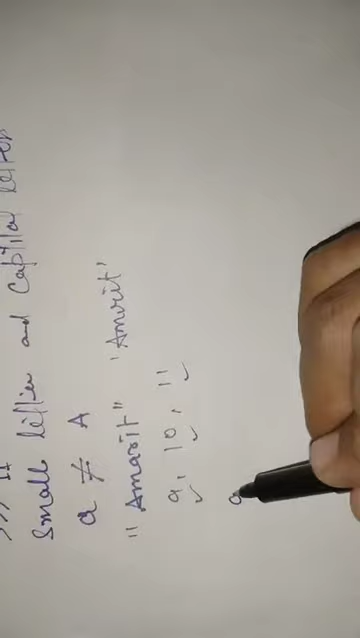 Small letter and Capital letter
a ≠ A
"Amarit" 'Amrit'
9, 10, 11
a